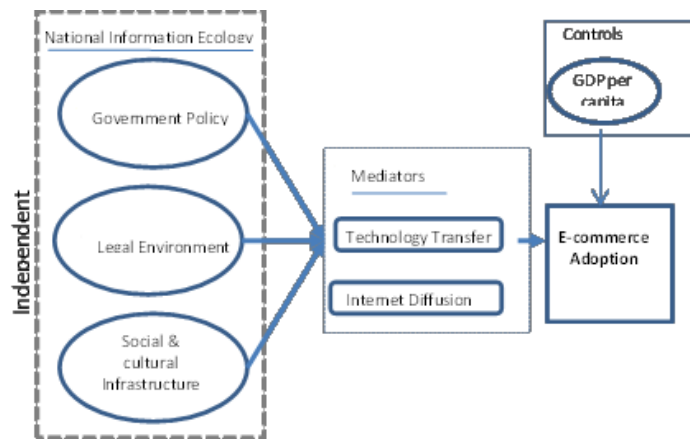 National Information Ecology
Government Policy
Legal Environment
Social &
cultural
Infrastructure
Independent
Mediators
Technology Transfer
Internet Diffusion
Controls
GDP per
capita
E-commerce
Adoption